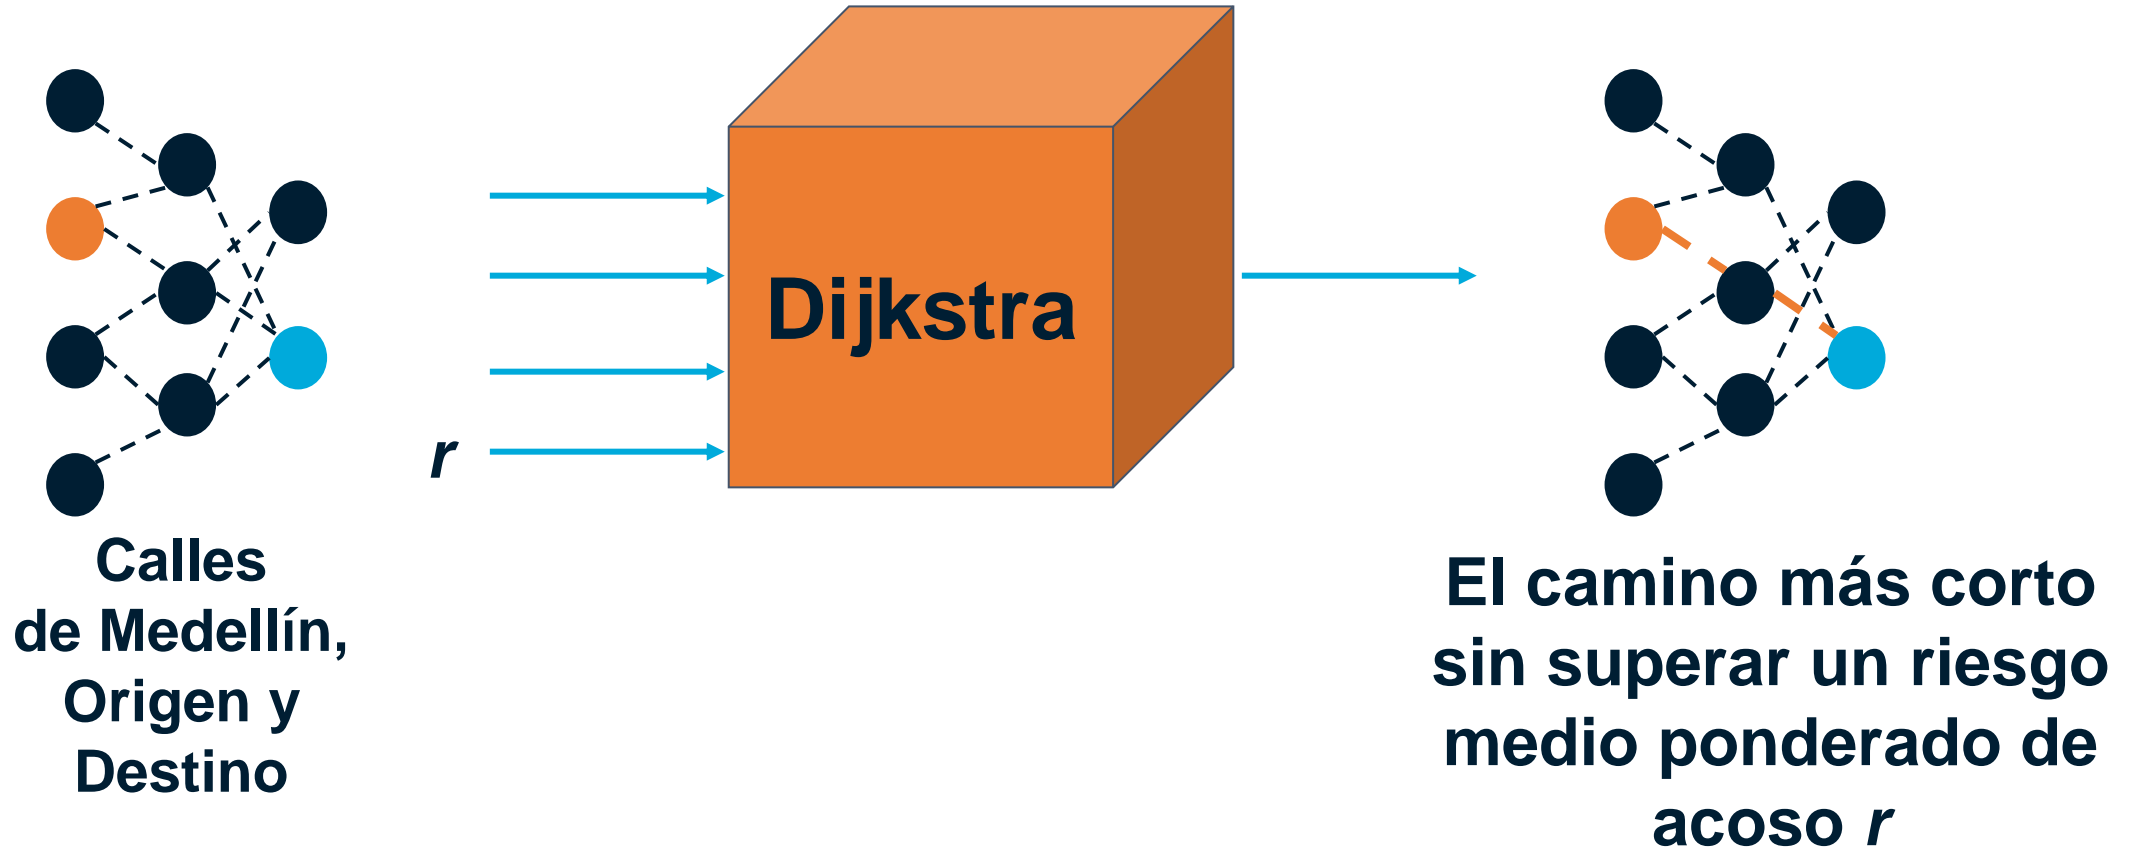 Dijkstra
r
Calles
de Medellín,
Origen y
Destino
El camino más corto
sin superar un riesgo
medio ponderado de
acoso r